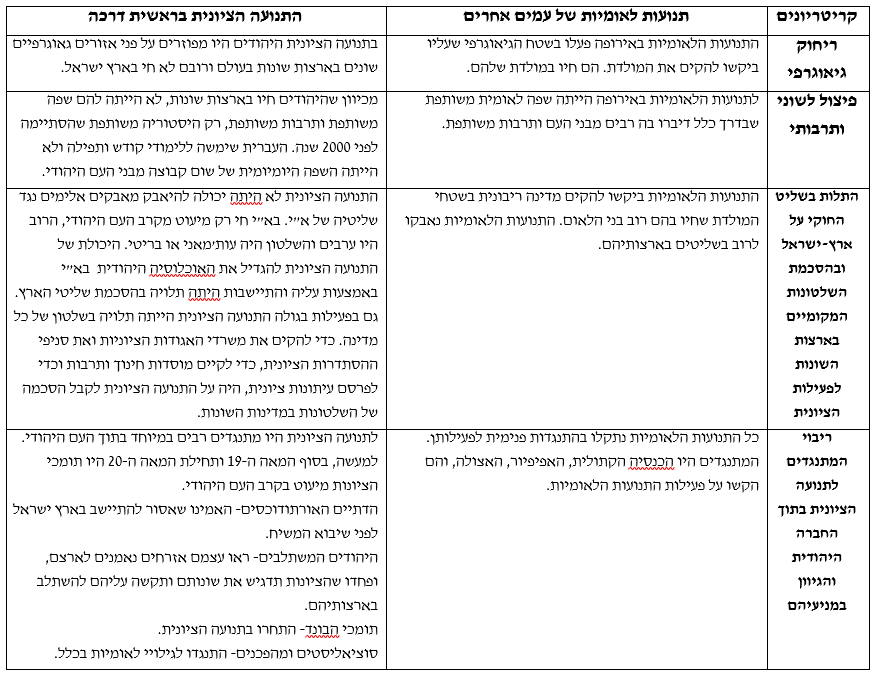 קריטריונים
תנועות לאומיות של עמים אחרים
התנועה הציונית בראשית דרכה
ריחוק
גיאוגרפי
התנועות הלאומיות באירופה פעלו בשטח הגיאוגרפי שעליו
ביקשו להקים את המולדת. הם חיו במולדת שלהם.
בתנועה הציונית היהודים היו מפוזרים על פני אזורים גאוגרפיים
שונים בארצות שונות בעולם ורובם לא חי בארץ ישראל.
פיצול לשוני
ותרבותי
לתנועות הלאומיות באירופה הייתה שפה לאומית משותפת
שבדרך כלל דיברו בה רבים מבני העם ותרבות משותפת.
מכיוון שהיהודים חיו בארצות שונות, לא הייתה להם שפה
משותפת ותרבות משותפת, רק היסטוריה משותפת שהסתיימה
לפני 2000 שנה. העברית שימשה ללימודי קודש ותפילה ולא
הייתה השפה היומיומית של שום קבוצה מבני העם היהודי.
התלות בשליט
החוקי על
ארץ-ישראל
ובהסכמת
השלטונות
המקומיים
בארצות
השונות
לפעילות
הציונית
התנועות הלאומיות ביקשו להקים מדינה ריבונית בשטחי
המולדת שחיו בהם רוב בני הלאום. התנועות הלאומיות נאבקו
לרוב בשליטים בארצותיהם.
התנועה הציונית לא היתה יכולה להיאבק מאבקים אלימים נגד
שליטיה של א״י. בא״י חי רק מיעוט מקרב העם היהודי, הרוב
היו ערבים והשלטון היה עות׳מאני או בריטי. היכולת של
התנועה הציונית להגדיל את האוכלוסיה היהודית בא״י
באמצעות עליה והתיישבות היתה תלויה בהסכמת שליטי הארץ.
גם בפעילות בגולה התנועה הציונית הייתה תלויה בשלטון של כל
מדינה. כדי להקים את משרדי האגודות הציוניות ואת סניפי
ההסתדרות הציונית, כדי לקיים מוסדות חינוך ותרבות וכדי
לפרסם עיתונות ציונית, היה על התנועה הציונית לקבל הסכמה
של השלטונות במדינות השונות.
ריבוי
המתנגדים
לתנועה
הציונית בתוך
החברה
היהודית
והגיוון
במניעיהם
כל התנועות הלאומיות נתקלו בהתנגדות פנימית לפעילותן.
המתנגדים היו הכנסיה הקתולית, האפיפיור, האצולה, והם
הקשו על פעילות התנועות הלאומיות.
לתנועה הציונית היו מתנגדים רבים במיוחד בתוך העם היהודי.
למעשה, בסוף המאה ה-19 ותחילת המאה ה-20 היו תומכי
הציונות מיעוט בקרב העם היהודי.
הדתיים האורתודוכסים- האמינו שאסור להתיישב בארץ ישראל
לפני שיבוא המשיח.
היהודים המשתלבים- ראו עצמם אזרחים נאמנים לארצם,
ופחדו שהציונות תדגיש את שונותם ותקשה עליהם להשתלב
בארצותיהם.
תומכי הבונד- התחרו בתנועה הציונית.
סוציאליסטים ומהפכנים- התנגדו לגילויי לאומיות בכלל.